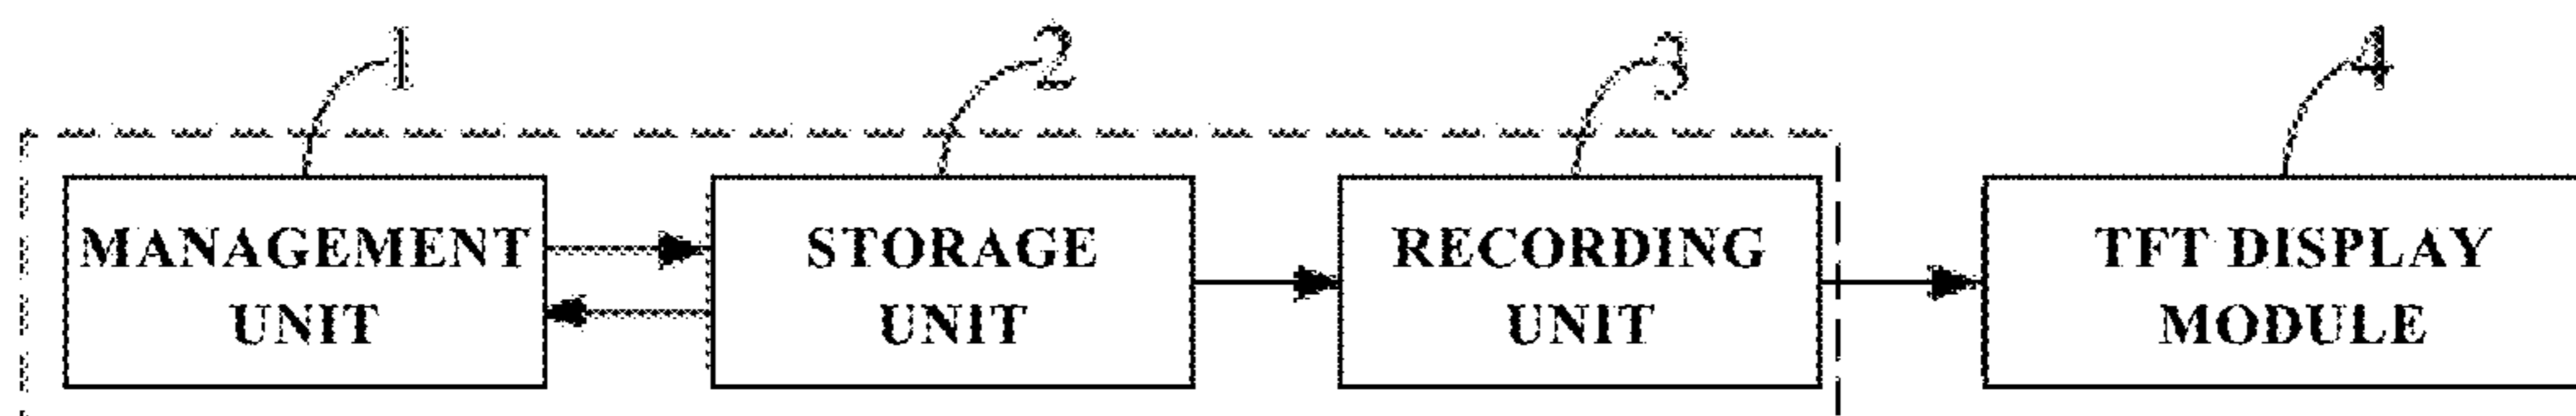 1 2 3 4
MANAGEMENT UNIT
STORAGE UNIT
RECORDING UNIT
TFT DISPLAY MODULE